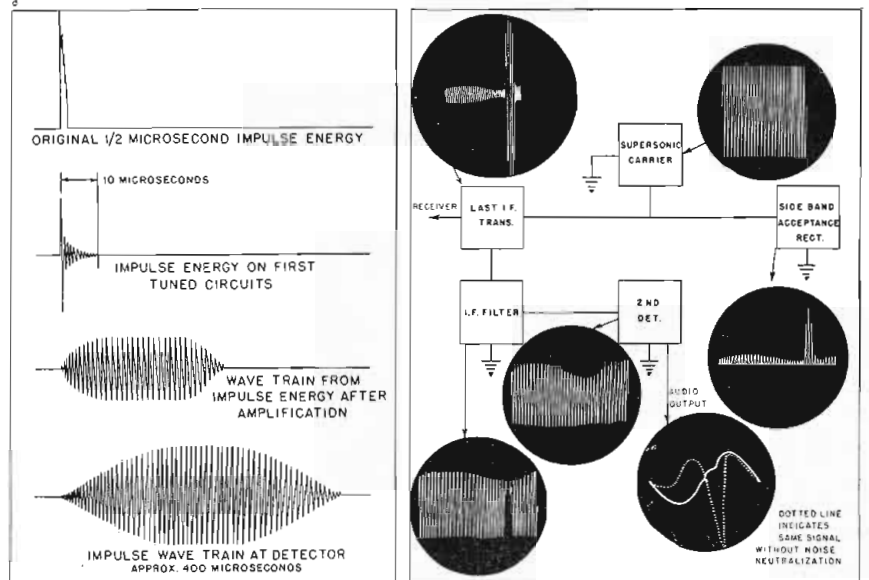 ORIGINAL 1/2 MICROSECOND IMPULSE ENERGY
10 MICROSECONDS
IMPULSE ENERGY ON FIRST
TUNED CIRCUITS
WAVE TRAIN FROM
IMPULSE ENERGY AFTER
AMPLIFICATION
IMPULSE WAVE TRAIN AT DETECTOR
APPROX. 400 MICROSECONDS
SUPERSONIC
CARRIER
RECEIVER
LAST I.F.
TRANS.
SIDE BAND
ACCEPTANCE
RECT.
I.F. FILTER
2ND
DET.
AUDIO
OUTPUT
DOTTED LINE
INDICATES
SAME SIGNAL
WITHOUT NOISE
NEUTRALIZATION